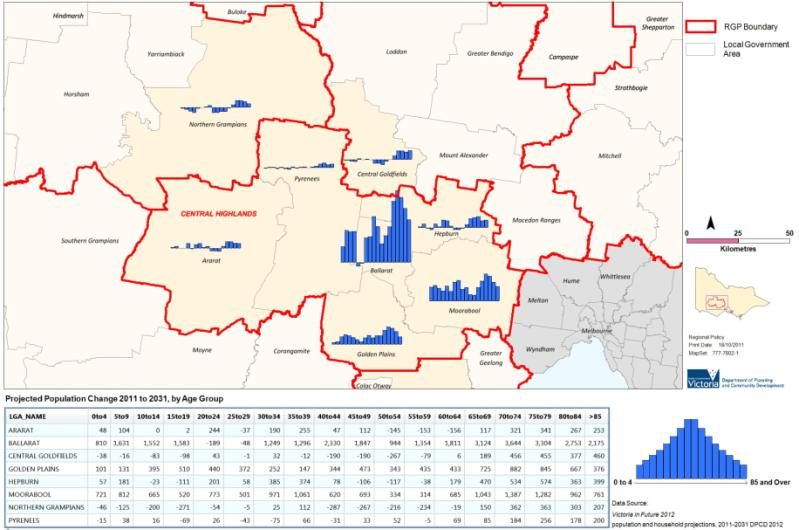 Hindmarsh
Buloke
Greater
Shepparton
RGP Boundary
Local Government
Area
Yarriambiack
Loddon
Greater Bendigo
Campaspe
Strathbogie
Horsham
Northern Grampians
Mount Alexander
Mitchell
Pyrenees
Central Goldfields
CENTRAL HIGHLANDS
Macedon Ranges
Southern Grampians
Hepburn
0 25 50
Kilometres
Ararat
Ballarat
Hume
Whittlesea
Melton
Moorabool
Melbourne
Wyndham
Moyne
Corangamite
Golden Plains
Greater
Geelong
Colac Otway
Regional Policy
Print Date: 18/10/2011
MapSet: 777-7802-1
Victoria
Department of Planning
and Community Development
Projected Population Change 2011 to 2031, by Age Group
LGA_NAME 0to4 5to9 10to14 15to19 20to24 25to29 30to34 35to39 40to44 45to49 50to54 55to59 60to64 65to69 70to74 75to79 80to84 >85
ARARAT 48 104 0 2 244 -37 190 255 47 112 -145 -153 -156 117 321 341 267 253
BALLARAT 810 1,631 1,552 1,583 -189 -48 1,249 1,296 2,330 1,847 944 1,354 1,811 3,124 3,644 3,304 2,753 2,175
CENTRAL GOLDFIELDS -38 -16 -83 -98 43 -1 32 -12 -190 -190 -267 -79 6 189 456 455 377 460
GOLDEN PLAINS 101 131 395 510 440 372 252 147 344 473 343 435 433 725 882 845 667 376
HEPBURN 57 181 -23 -111 201 58 385 374 78 -106 -117 -38 179 470 534 574 363 399
MOORABOOL 721 812 665 520 773 501 971 1,061 620 693 334 314 685 1,043 1,387 1,282 962 761
NORTHERN GRAMPIANS -46 -125 -200 -271 -54 -5 25 112 -287 -267 -216 -234 -19 150 362 363 303 207
PYRENEES -15 38 16 -69 26 -43 -75 66 -31 33 52 -5 69 85 184 256 178 200
0 to 4
85 and Over
Data Source:
Victoria in Future 2012
population and household projections, 2011-2031 DPCD 2012